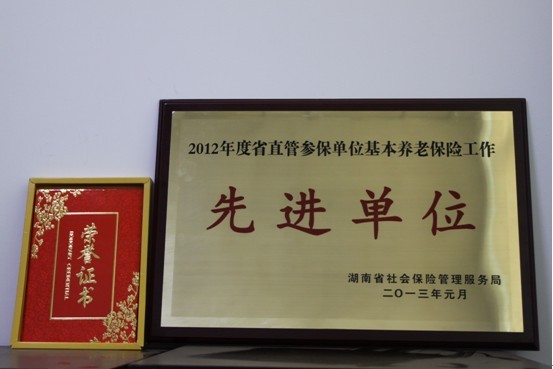 荣誉证书
HONORARY CREDENTIAL
2012年度省直管参保单位基本养老保险工作
先进单位
湖南省社会保险管理服务局
二〇一三年元月